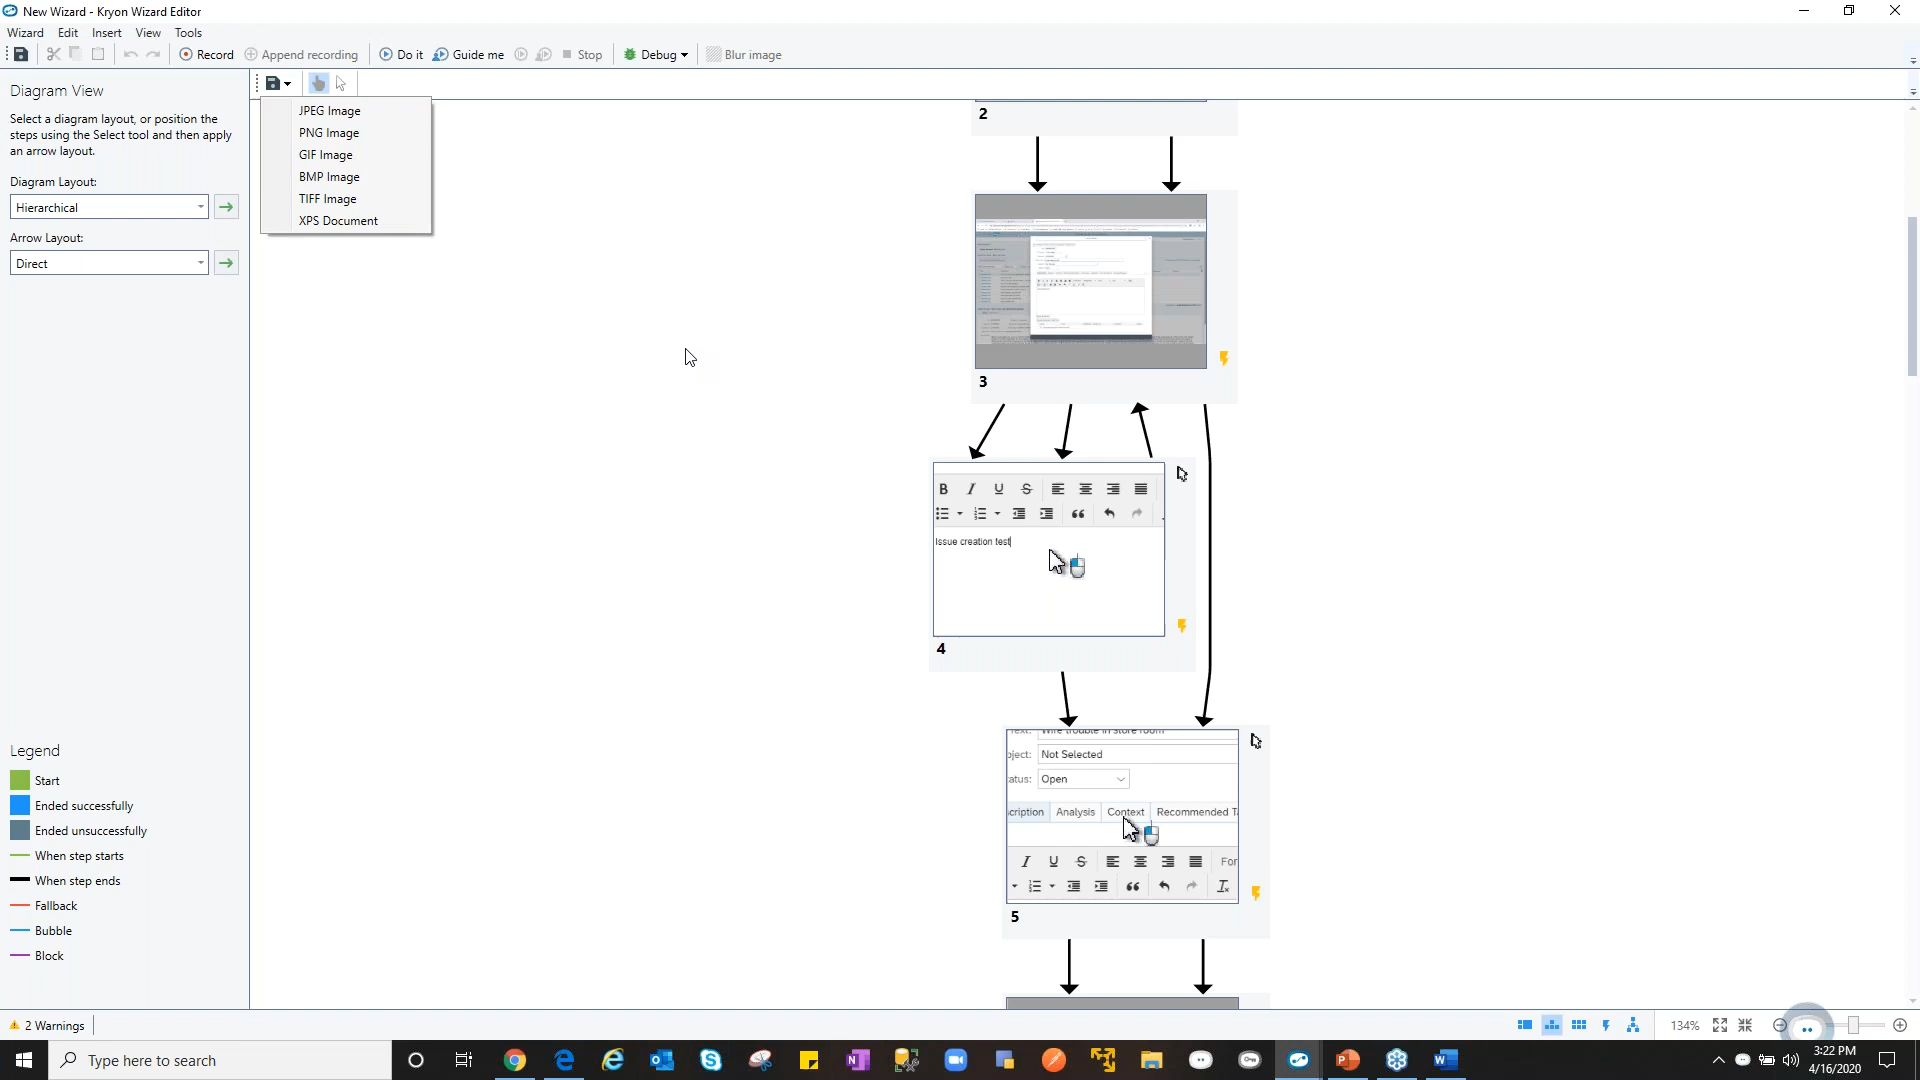 New Wizard - Kryon Wizard Editor
Wizard Edit Insert View Tools
Record Append recording Do it Guide me Stop Debug Blur image
Diagram View
Select a diagram layout, or position the
steps using the Select tool and then apply
an arrow layout.
Diagram Layout:
Hierarchical
Arrow Layout:
Direct
JPEG Image
PNG Image
GIF Image
BMP Image
TIFF Image
XPS Document
2
3
B I U S
Issue creation test
4
Wire trouble in store room
Not Selected
Open
Analysis Context Recommended
I U S
5
Legend
Start
Ended successfully
Ended unsuccessfully
When step starts
When step ends
Fallback
Bubble
Block
2 Warnings
134%
Type here to search
3:22 PM
4/16/2020